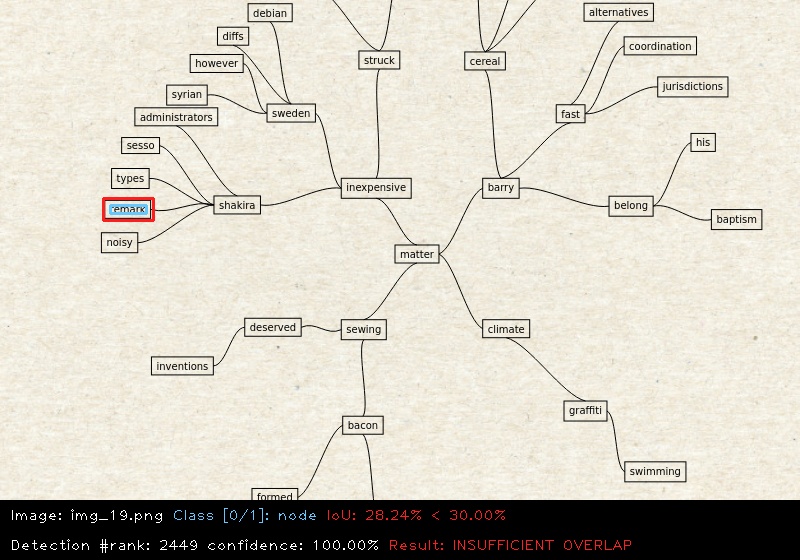 debian
alternatives
diffs
coordination
however
struck
cereal
syrian
jurisdictions
administrators
sweden
fast
sesso
his
types
inexpensive
barry
remark
shakira
belong
baptism
noisy
matter
deserved
sewing
climate
inventions
graffiti
bacon
swimming
formed
Image: img_19.png Class [0/1]: node IoU: 28.24% < 30.00%
Detection #rank: 2449 confidence: 100.00% Result: INSUFFICIENT OVERLAP